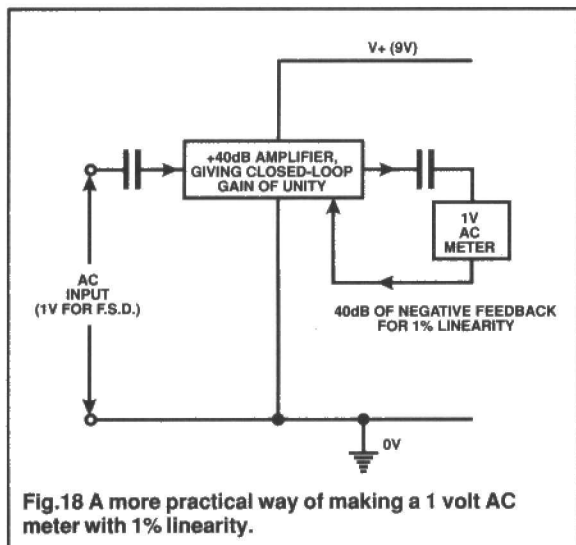 V+ (9V)
+40dB AMPLIFIER,
GIVING CLOSED-LOOP
GAIN OF UNITY
1V
AC
METER
AC
INPUT
(1V FOR F.S.D.)
40dB OF NEGATIVE FEEDBACK
FOR 1% LINEARITY
0V
Fig.18 A more practical way of making a 1 volt AC
meter with 1% linearity.